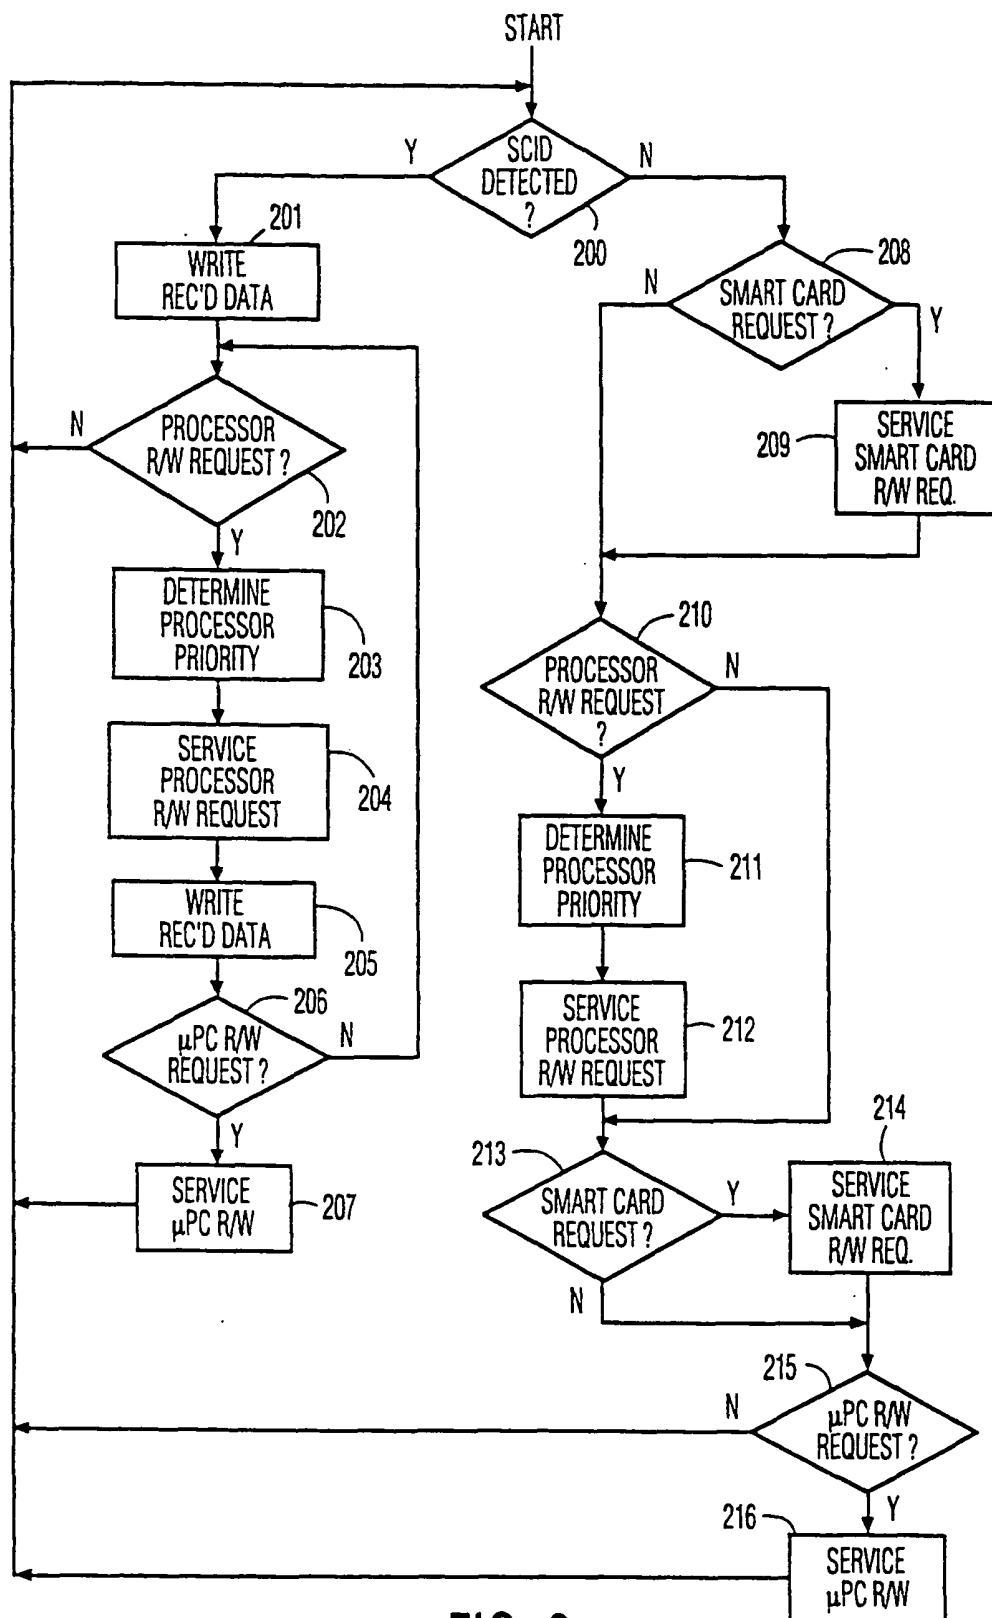 START
SCID
DETECTED
?
Y
N
200
201
WRITE
REC'D DATA
208
SMART CARD
REQUEST ?
N
Y
PROCESSOR
R/W REQUEST ?
N
202
Y
209
SERVICE
SMART CARD
R/W REQ.
DETERMINE
PROCESSOR
PRIORITY
203
210
PROCESSOR
R/W REQUEST
?
N
Y
SERVICE
PROCESSOR
R/W REQUEST
204
DETERMINE
PROCESSOR
PRIORITY
211
WRITE
REC'D DATA
205
206
µPC R/W
REQUEST ?
N
Y
SERVICE
PROCESSOR
R/W REQUEST
212
SERVICE
µPC R/W
207
213
SMART CARD
REQUEST ?
Y
N
214
SERVICE
SMART CARD
R/W REQ.
215
µPC R/W
REQUEST ?
N
Y
216
SERVICE
µPC R/W